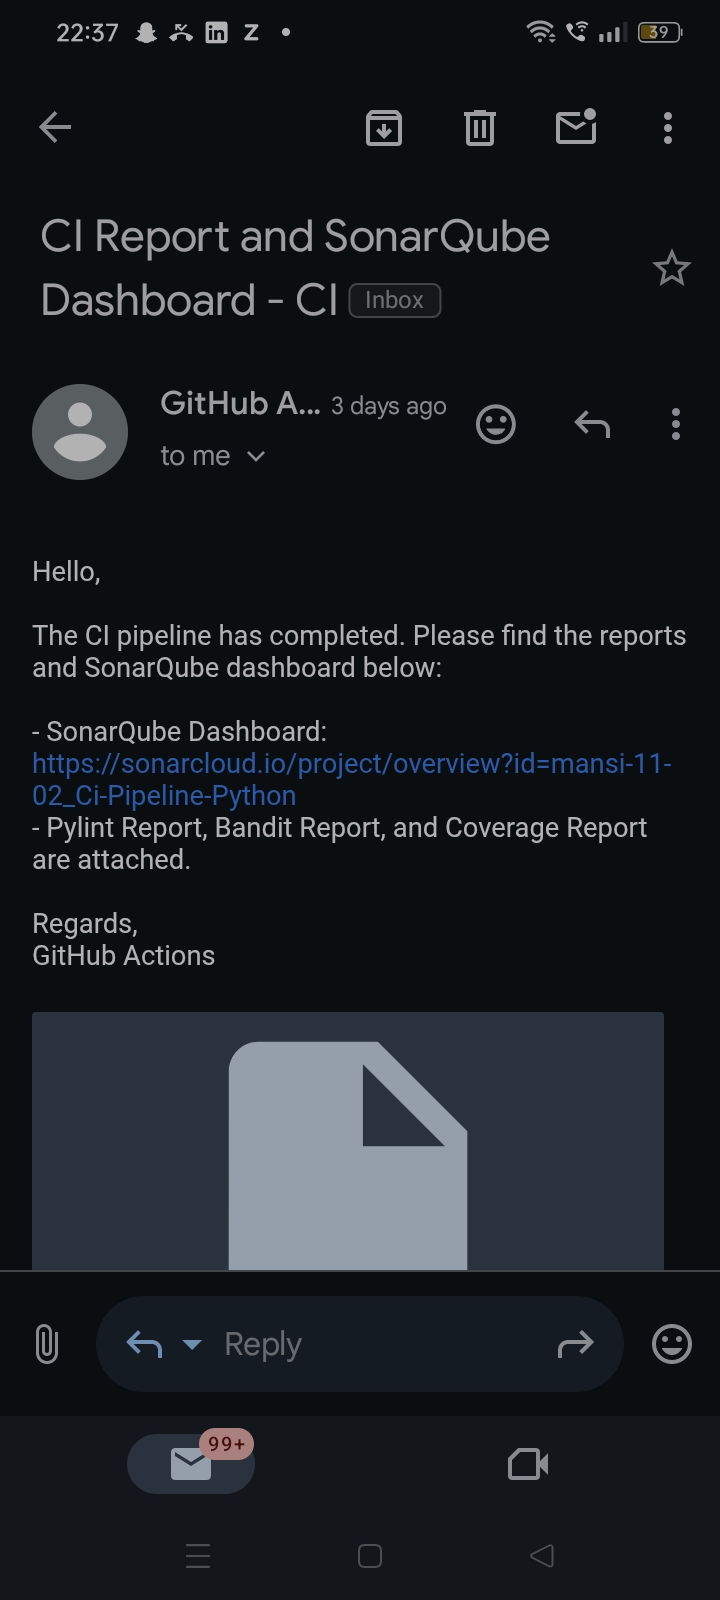 22:37
39
CI Report and SonarQube
Dashboard - CI Inbox
GitHub A... 3 days ago
to me
Hello,
The CI pipeline has completed. Please find the reports
and SonarQube dashboard below:
- SonarQube Dashboard:
https://sonarcloud.io/project/overview?id=mansi-11-
02_Ci-Pipeline-Python
- Pylint Report, Bandit Report, and Coverage Report
are attached.
Regards,
GitHub Actions
Reply
99+